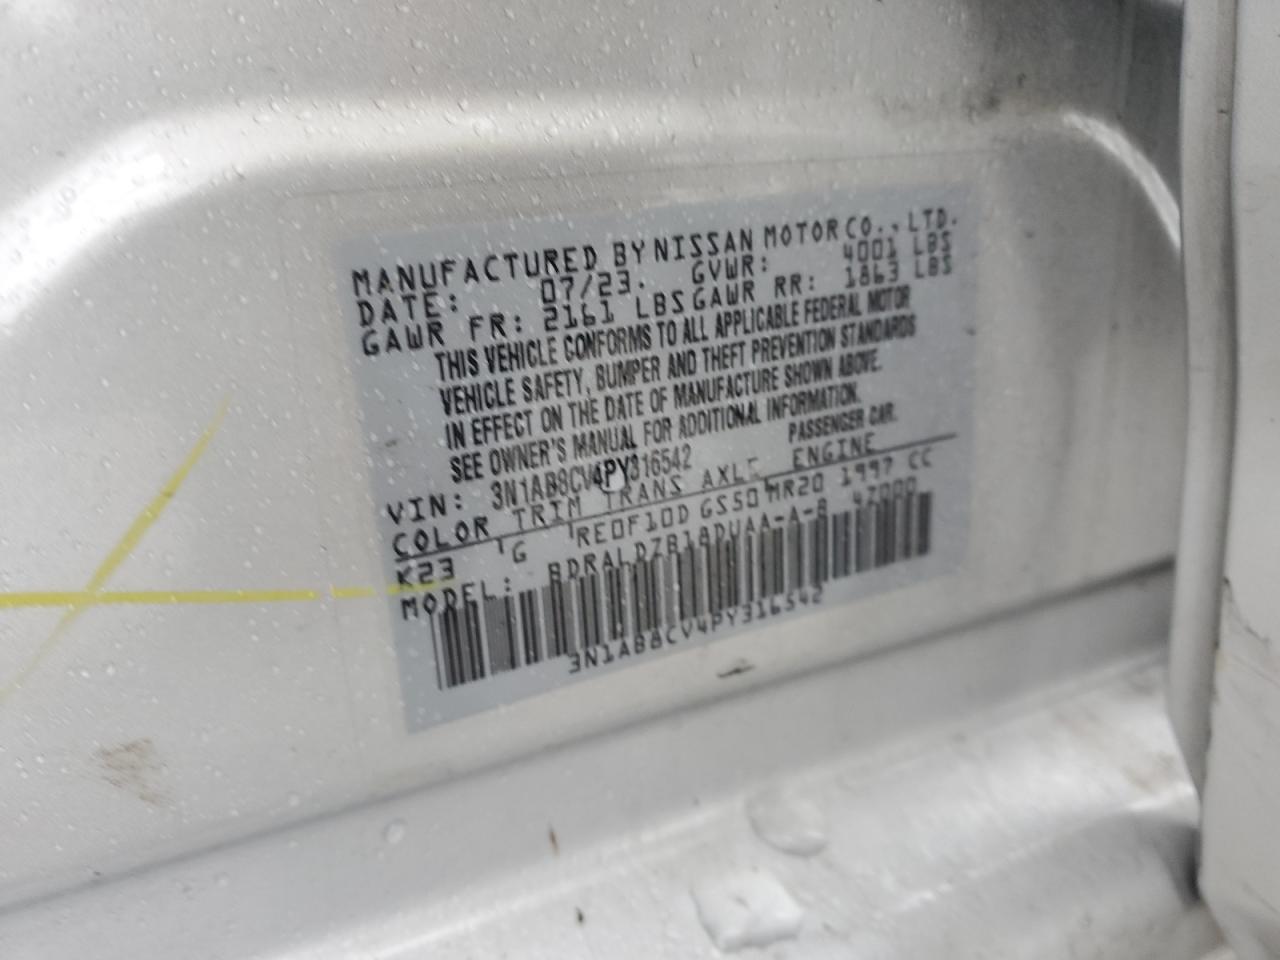 MANUFACTURED BY NISSAN MOTOR CO., LTD.
DATE: 07/23. GVWR: 4001 LBS
GAWR FR: 2161 LBS GAWR RR: 1863 LBS
THIS VEHICLE CONFORMS TO ALL APPLICABLE FEDERAL MOTOR
VEHICLE SAFETY, BUMPER AND THEFT PREVENTION STANDARDS
IN EFFECT ON THE DATE OF MANUFACTURE SHOWN ABOVE.
SEE OWNER'S MANUAL FOR ADDITIONAL INFORMATION.
VIN: 3N1AB8CV4PY316542 PASSENGER CAR.
COLOR TRIM TRANS AXLE ENGINE
K23 G RE0F10D GS50 MR20 1997 CC
MODEL: BDRALDZB18DUAA-A-B 4Z000
3N1AB8CV4PY316542